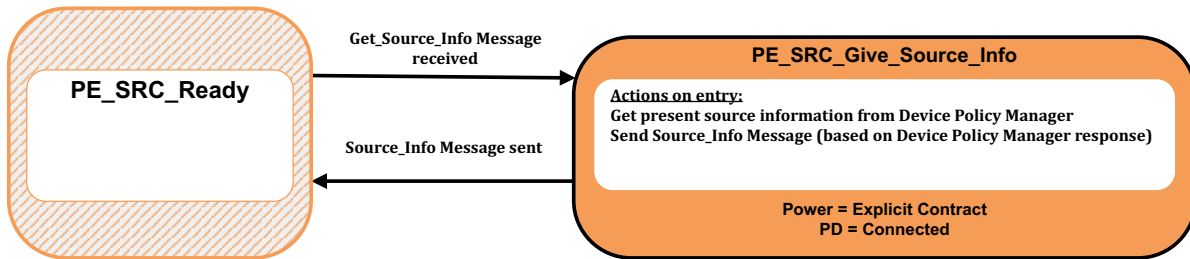 PE_SRC_Ready
Get_Source_Info Message
received
Source_Info Message sent
PE_SRC_Give_Source_Info
Actions on entry:
Get present source information from Device Policy Manager
Send Source_Info Message (based on Device Policy Manager response)
Power = Explicit Contract
PD = Connected